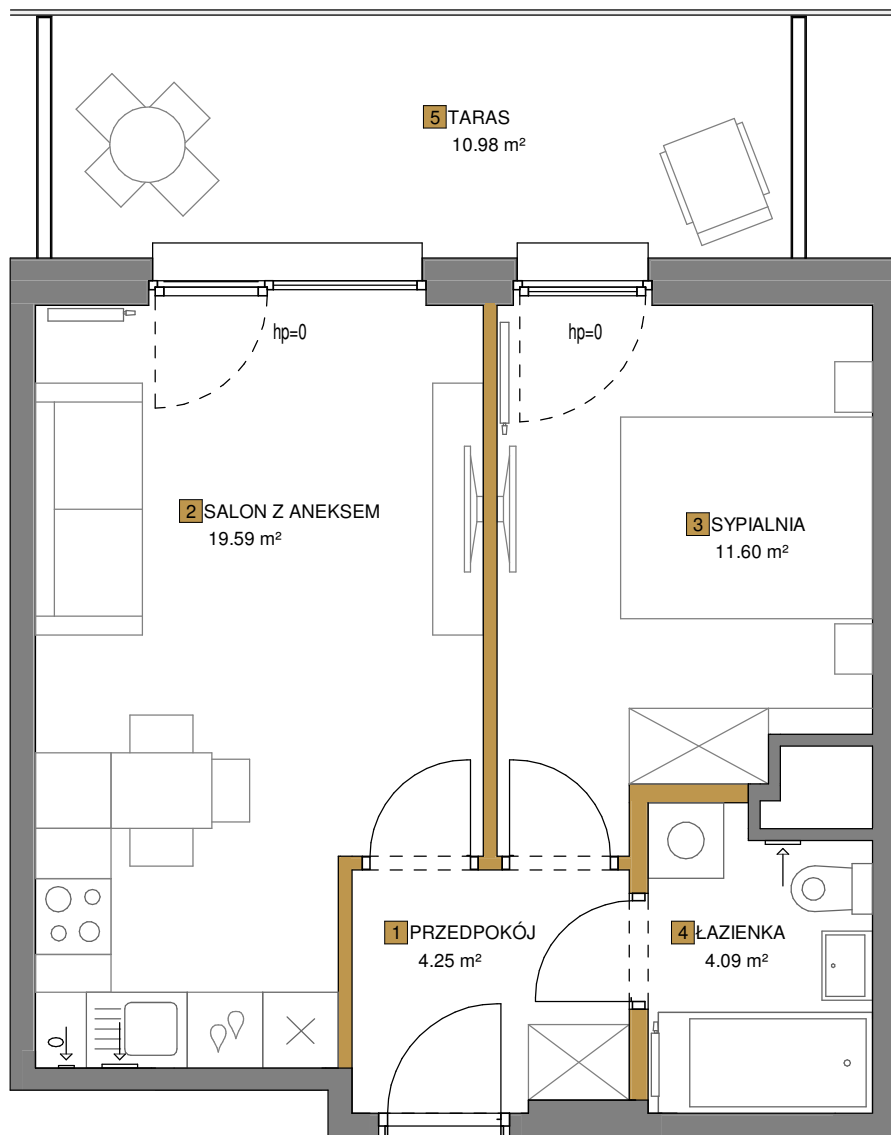 5 TARAS
10.98 m²
hp=0
hp=0
2 SALON Z ANEKSEM
19.59 m²
3 SYPIALNIA
11.60 m²
1 PRZEDPOKÓJ
4.25 m²
4 ŁAZIENKA
4.09 m²